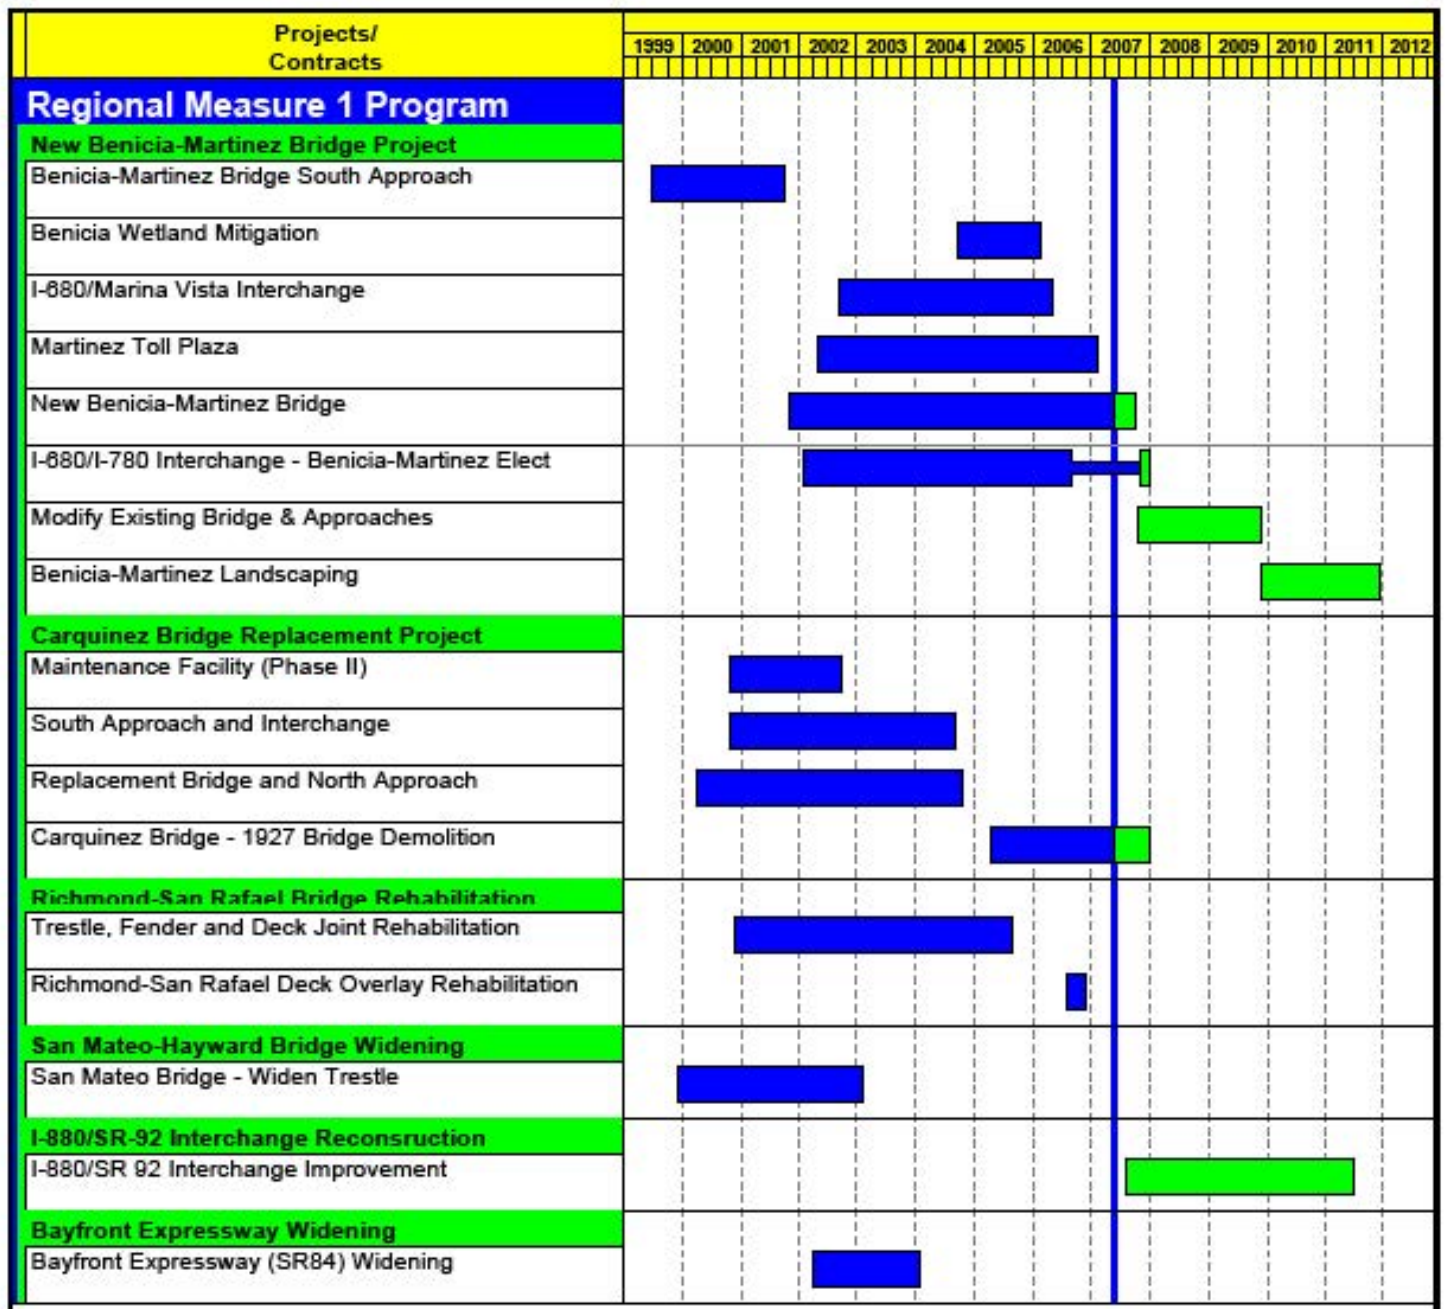 Projects/
Contracts
1999 2000 2001 2002 2003 2004 2005 2006 2007 2008 2009 2010 2011 2012
Regional Measure 1 Program
New Benicia-Martinez Bridge Project
Benicia-Martinez Bridge South Approach
Benicia Wetland Mitigation
I-680/Marina Vista Interchange
Martinez Toll Plaza
New Benicia-Martinez Bridge
I-680/I-780 Interchange - Benicia-Martinez Elect
Modify Existing Bridge & Approaches
Benicia-Martinez Landscaping
Carquinez Bridge Replacement Project
Maintenance Facility (Phase II)
South Approach and Interchange
Replacement Bridge and North Approach
Carquinez Bridge - 1927 Bridge Demolition
Richmond-San Rafael Bridge Rehabilitation
Trestle, Fender and Deck Joint Rehabilitation
Richmond-San Rafael Deck Overlay Rehabilitation
San Mateo-Hayward Bridge Widening
San Mateo Bridge - Widen Trestle
I-880/SR-92 Interchange Reconsruction
I-880/SR 92 Interchange Improvement
Bayfront Expressway Widening
Bayfront Expressway (SR84) Widening